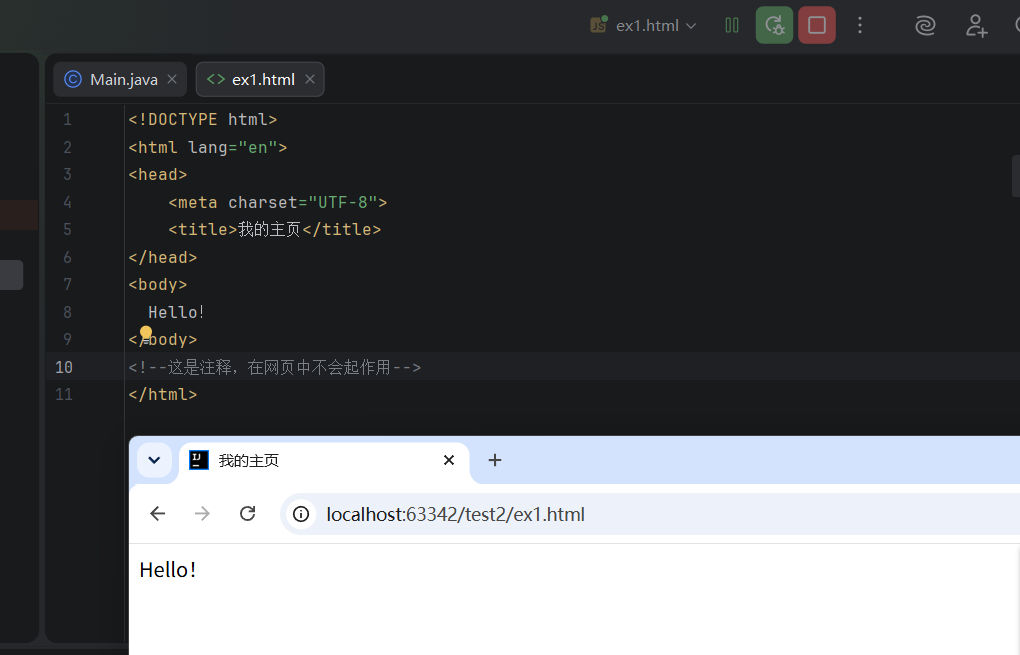 ex1.html
Main.java
ex1.html
1 <!DOCTYPE html>
2 <html lang="en">
3 <head>
4 <meta charset="UTF-8">
5 <title>我的主页</title>
6 </head>
7 <body>
8 Hello!
9 </body>
10 <!--这是注释，在网页中不会起作用-->
11 </html>
我的主页
localhost:63342/test2/ex1.html
Hello!